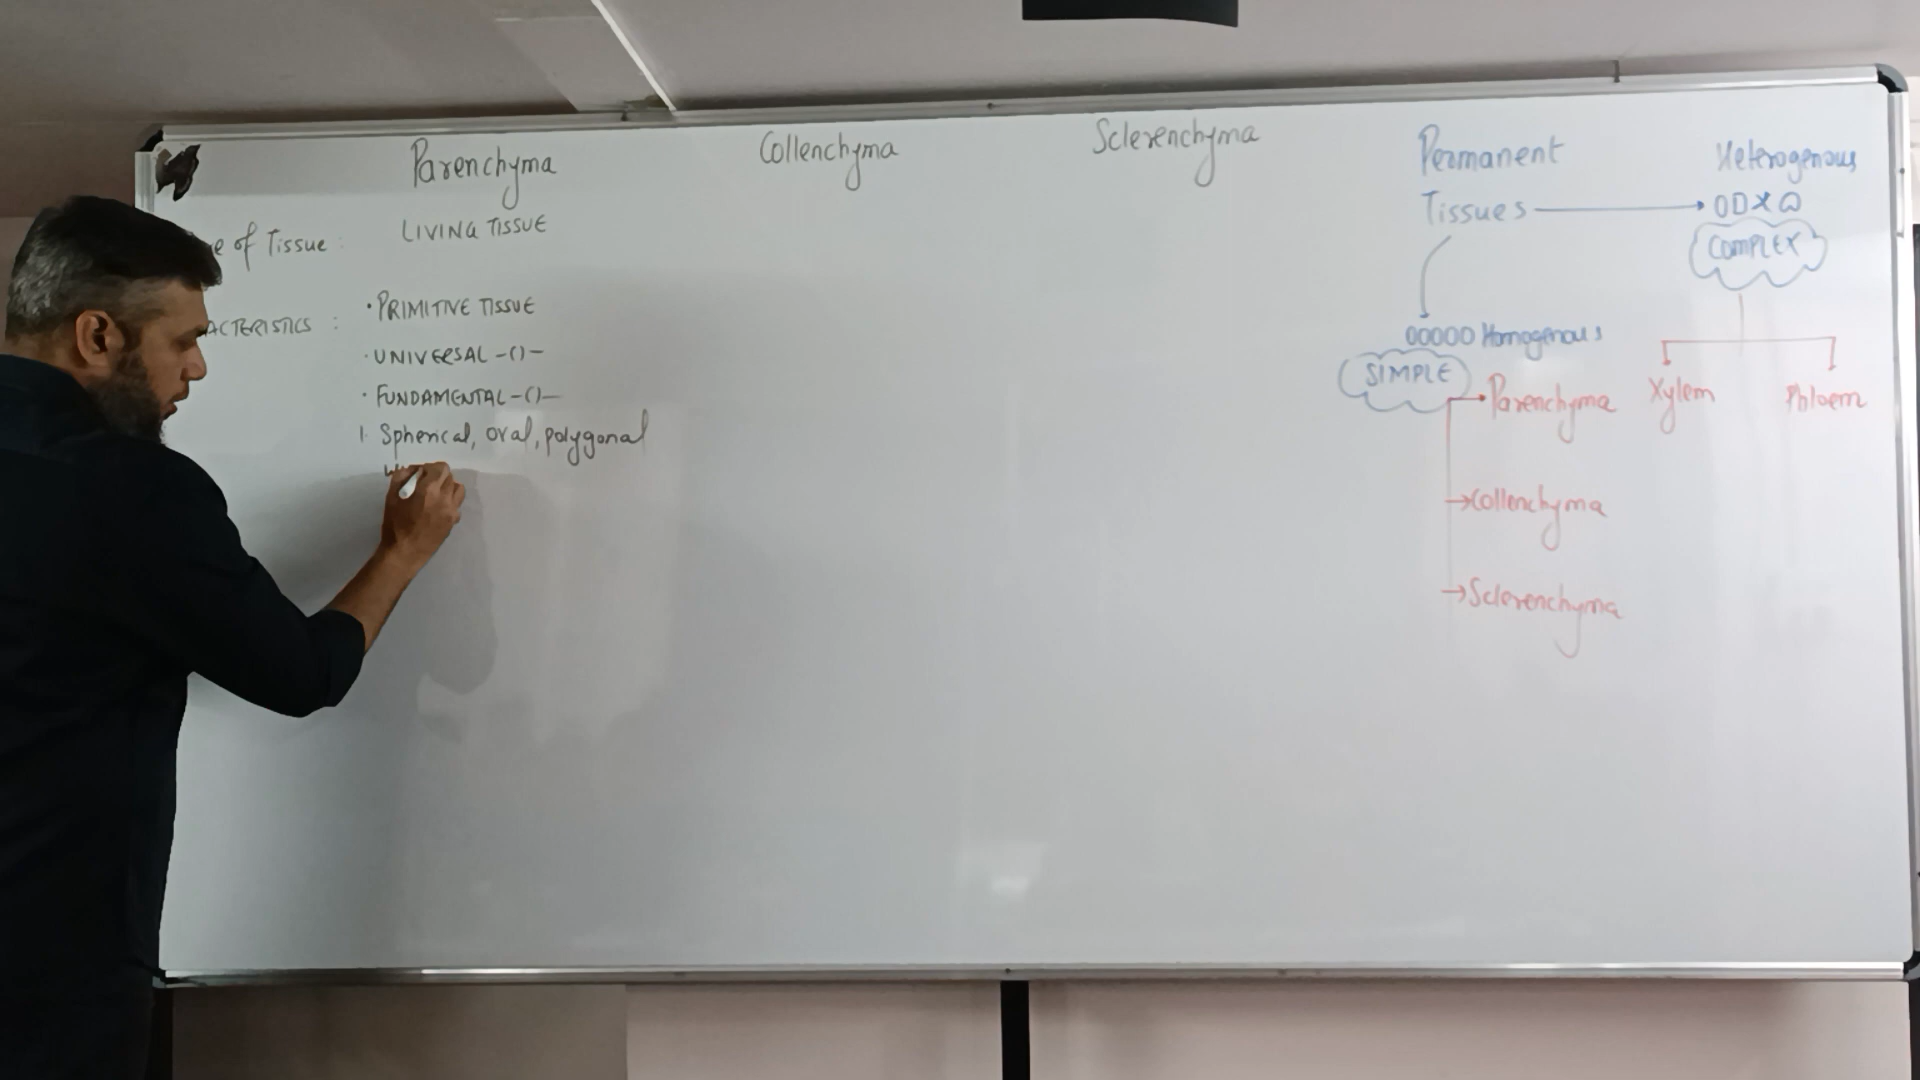 Parenchyma Collenchyma Sclerenchyma
of Tissue : LIVING TISSUE
ACTERISTICS : • PRIMITIVE TISSUE
• UNIVERSAL -()-
• FUNDAMENTAL -()-
1. Spherical, oval, polygonal
Permanent
Tissues
Heterogenous
OD×Q
COMPLEX
Xylem Phloem
00000 Homogenous
SIMPLE
Parenchyma
Collenchyma
Sclerenchyma